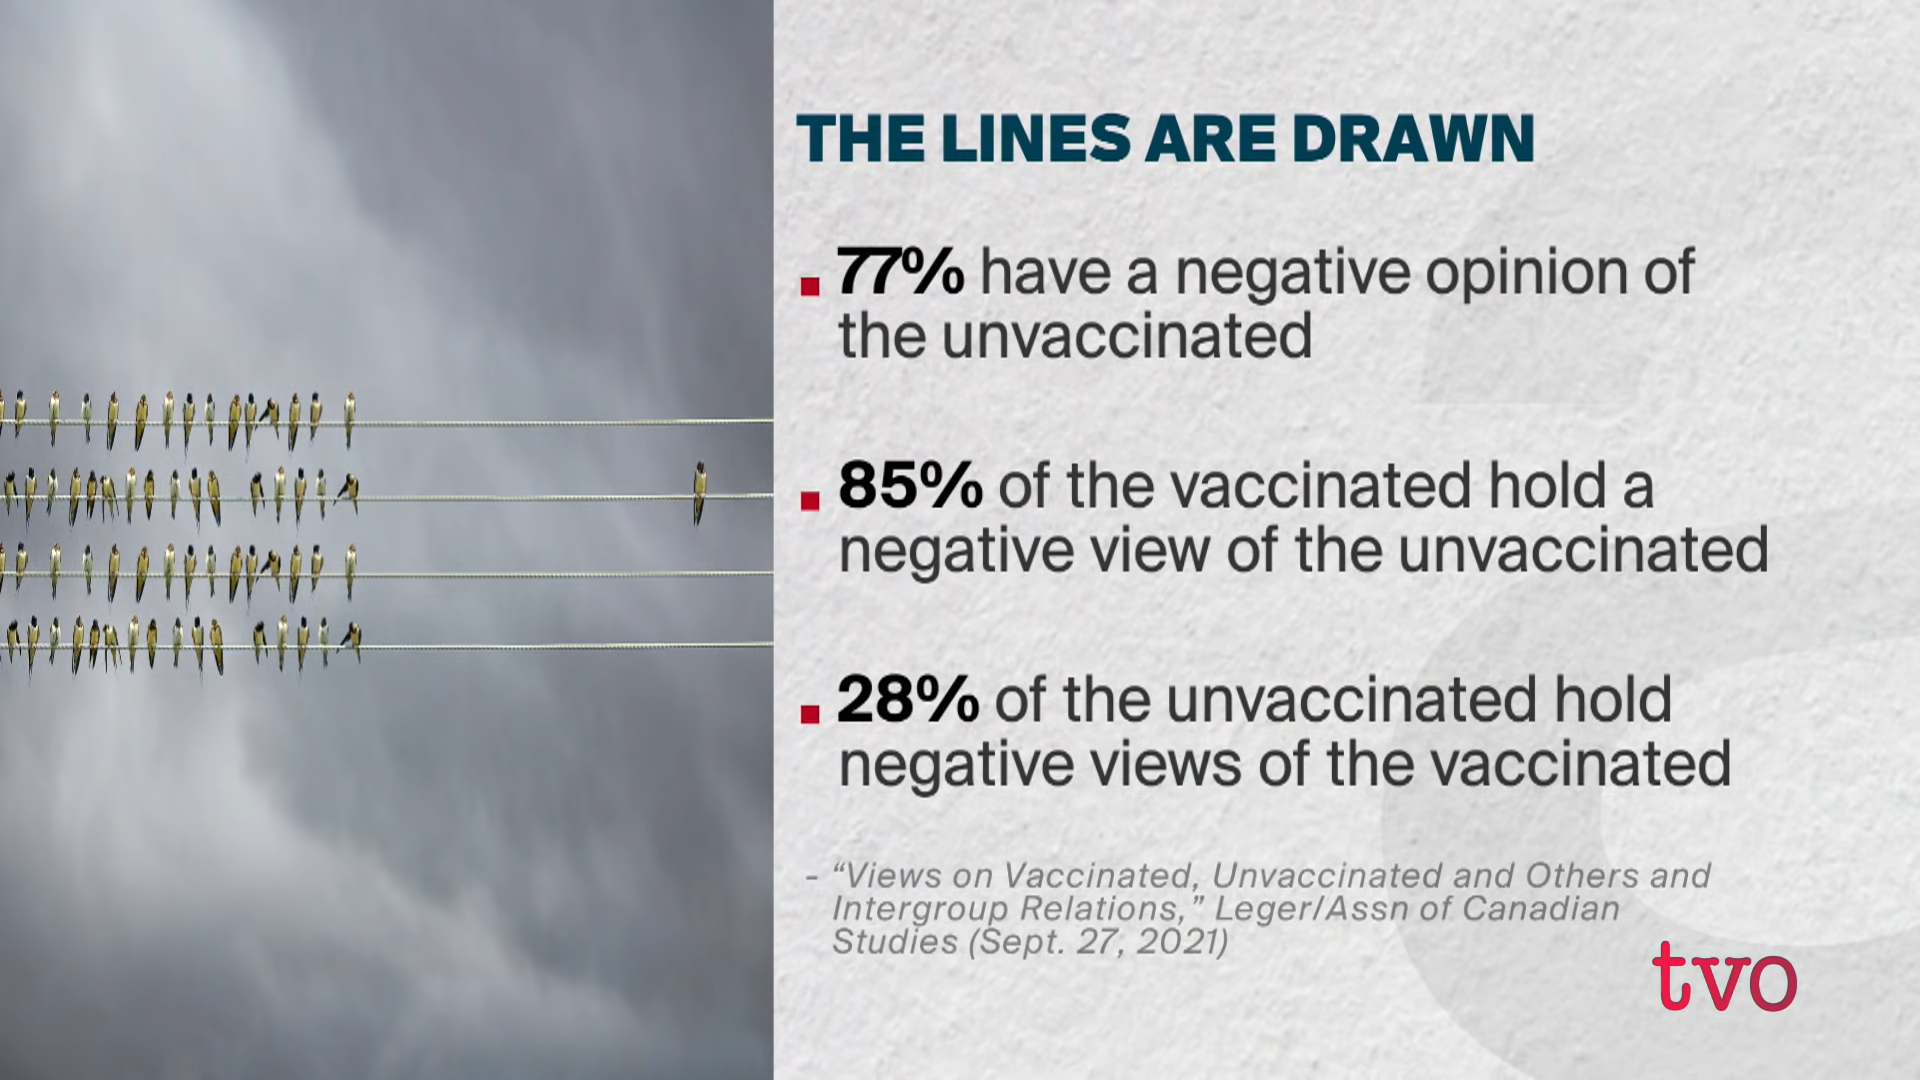 THE LINES ARE DRAWN
77% have a negative opinion of
the unvaccinated
85% of the vaccinated hold a
negative view of the unvaccinated
28% of the unvaccinated hold
negative views of the vaccinated
- “Views on Vaccinated, Unvaccinated and Others and
Intergroup Relations,” Leger/Assn of Canadian
Studies (Sept. 27, 2021)
tvo